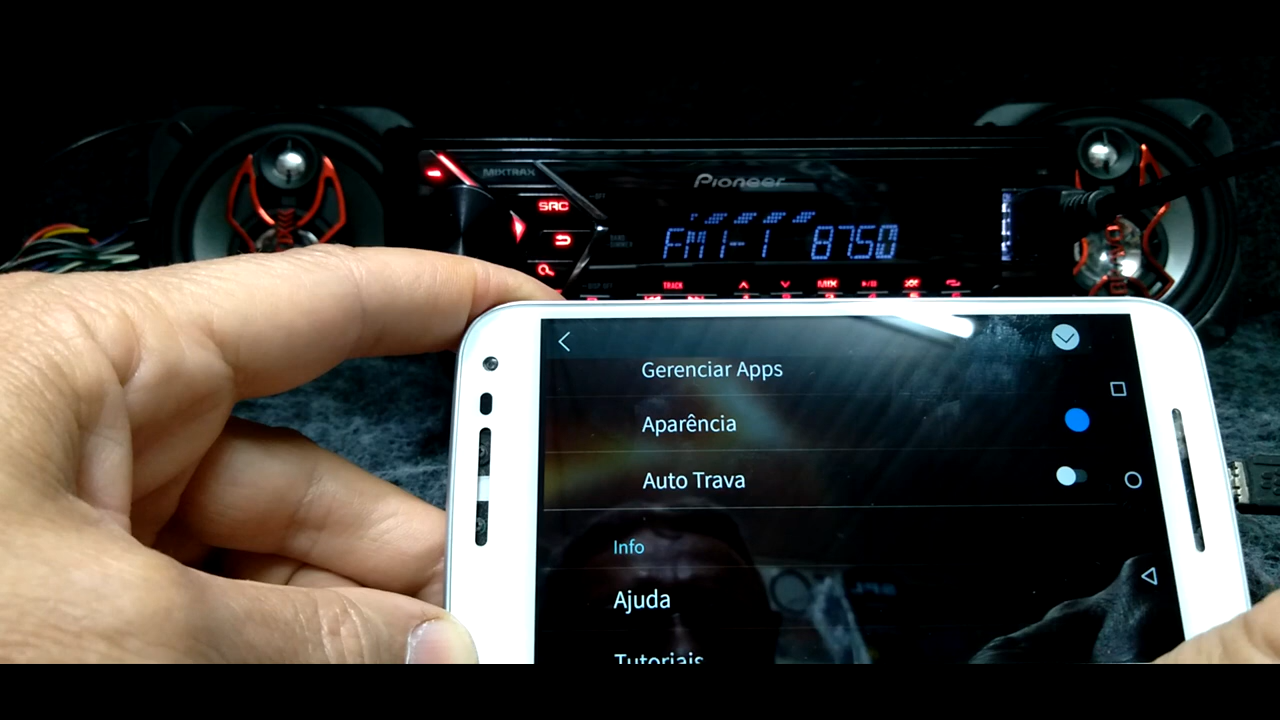 MIXTRAX
Pioneer
SRC
FM1-1 8750
TRACK
MIX
Gerenciar Apps
Aparência
Auto Trava
Info
Ajuda
Tutoriais